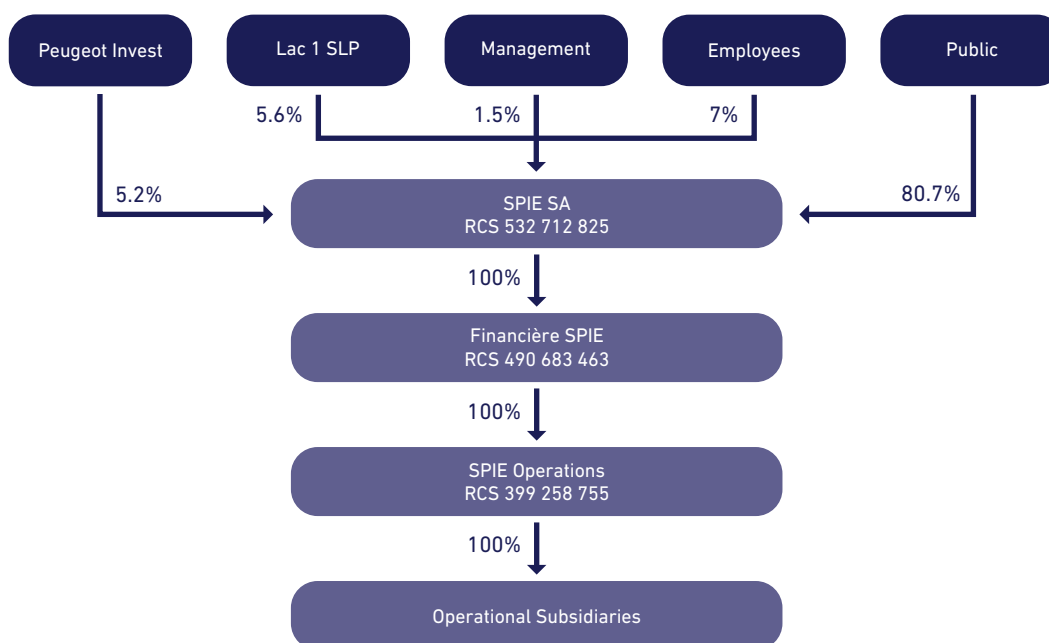 Peugeot Invest
Lac 1 SLP
Management
Employees
Public
5.6%
1.5%
7%
5.2%
80.7%
SPIE SA
RCS 532 712 825
100%
Financière SPIE
RCS 490 683 463
100%
SPIE Operations
RCS 399 258 755
100%
Operational Subsidiaries